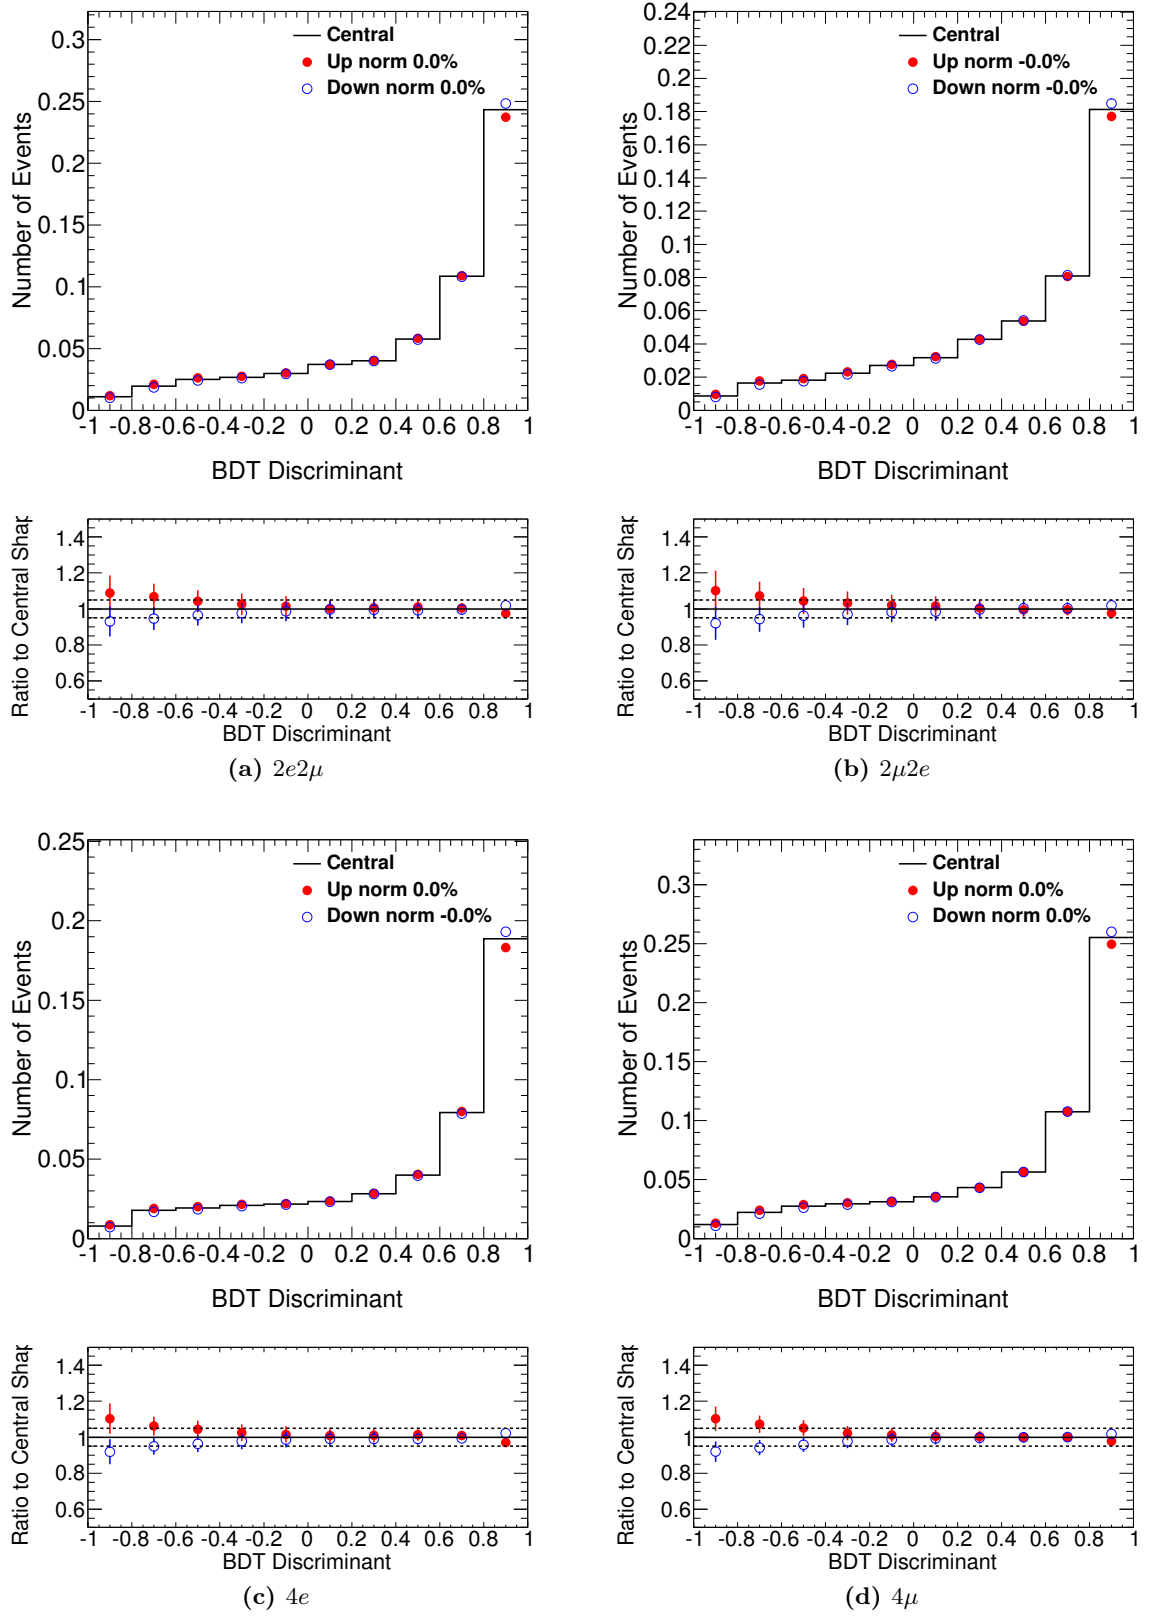 0.3
0.25
0.2
0.15
0.1
0.05
0
Number of Events
Central
Up norm 0.0%
Down norm 0.0%
-1 -0.8 -0.6 -0.4 -0.2 0 0.2 0.4 0.6 0.8 1
BDT Discriminant
Ratio to Central Shap
1.4
1.2
1
0.8
0.6
-1 -0.8 -0.6 -0.4 -0.2 0 0.2 0.4 0.6 0.8 1
BDT Discriminant
(a) 2e2μ
0.24
0.22
0.2
0.18
0.16
0.14
0.12
0.1
0.08
0.06
0.04
0.02
0
Number of Events
Central
Up norm -0.0%
Down norm -0.0%
-1 -0.8 -0.6 -0.4 -0.2 0 0.2 0.4 0.6 0.8 1
BDT Discriminant
Ratio to Central Shap
1.4
1.2
1
0.8
0.6
-1 -0.8 -0.6 -0.4 -0.2 0 0.2 0.4 0.6 0.8 1
BDT Discriminant
(b) 2μ2e
0.25
0.2
0.15
0.1
0.05
0
Number of Events
Central
Up norm 0.0%
Down norm -0.0%
-1 -0.8 -0.6 -0.4 -0.2 0 0.2 0.4 0.6 0.8 1
BDT Discriminant
Ratio to Central Shap
1.4
1.2
1
0.8
0.6
-1 -0.8 -0.6 -0.4 -0.2 0 0.2 0.4 0.6 0.8 1
BDT Discriminant
(c) 4e
0.3
0.25
0.2
0.15
0.1
0.05
0
Number of Events
Central
Up norm 0.0%
Down norm 0.0%
-1 -0.8 -0.6 -0.4 -0.2 0 0.2 0.4 0.6 0.8 1
BDT Discriminant
Ratio to Central Shap
1.4
1.2
1
0.8
0.6
-1 -0.8 -0.6 -0.4 -0.2 0 0.2 0.4 0.6 0.8 1
BDT Discriminant
(d) 4μ